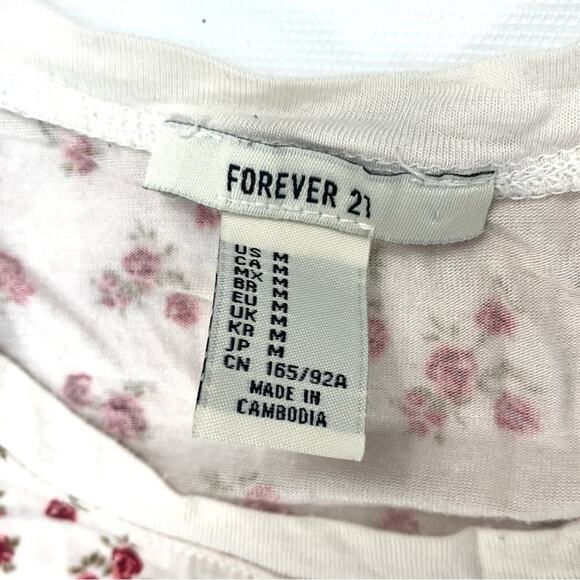 FOREVER 21
US M
CA M
MX M
BR M
EU M
UK M
KR M
JP M
CN 165/92A
MADE IN
CAMBODIA